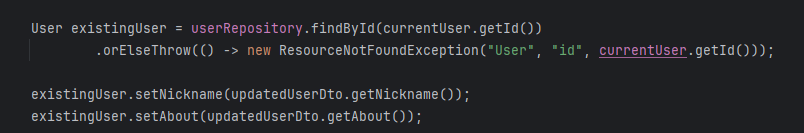 User existingUser = userRepository.findById(currentUser.getId())
.orElseThrow(() -> new ResourceNotFoundException("User", "id", currentUser.getId()));
existingUser.setNickname(updatedUserDto.getNickname());
existingUser.setAbout(updatedUserDto.getAbout());